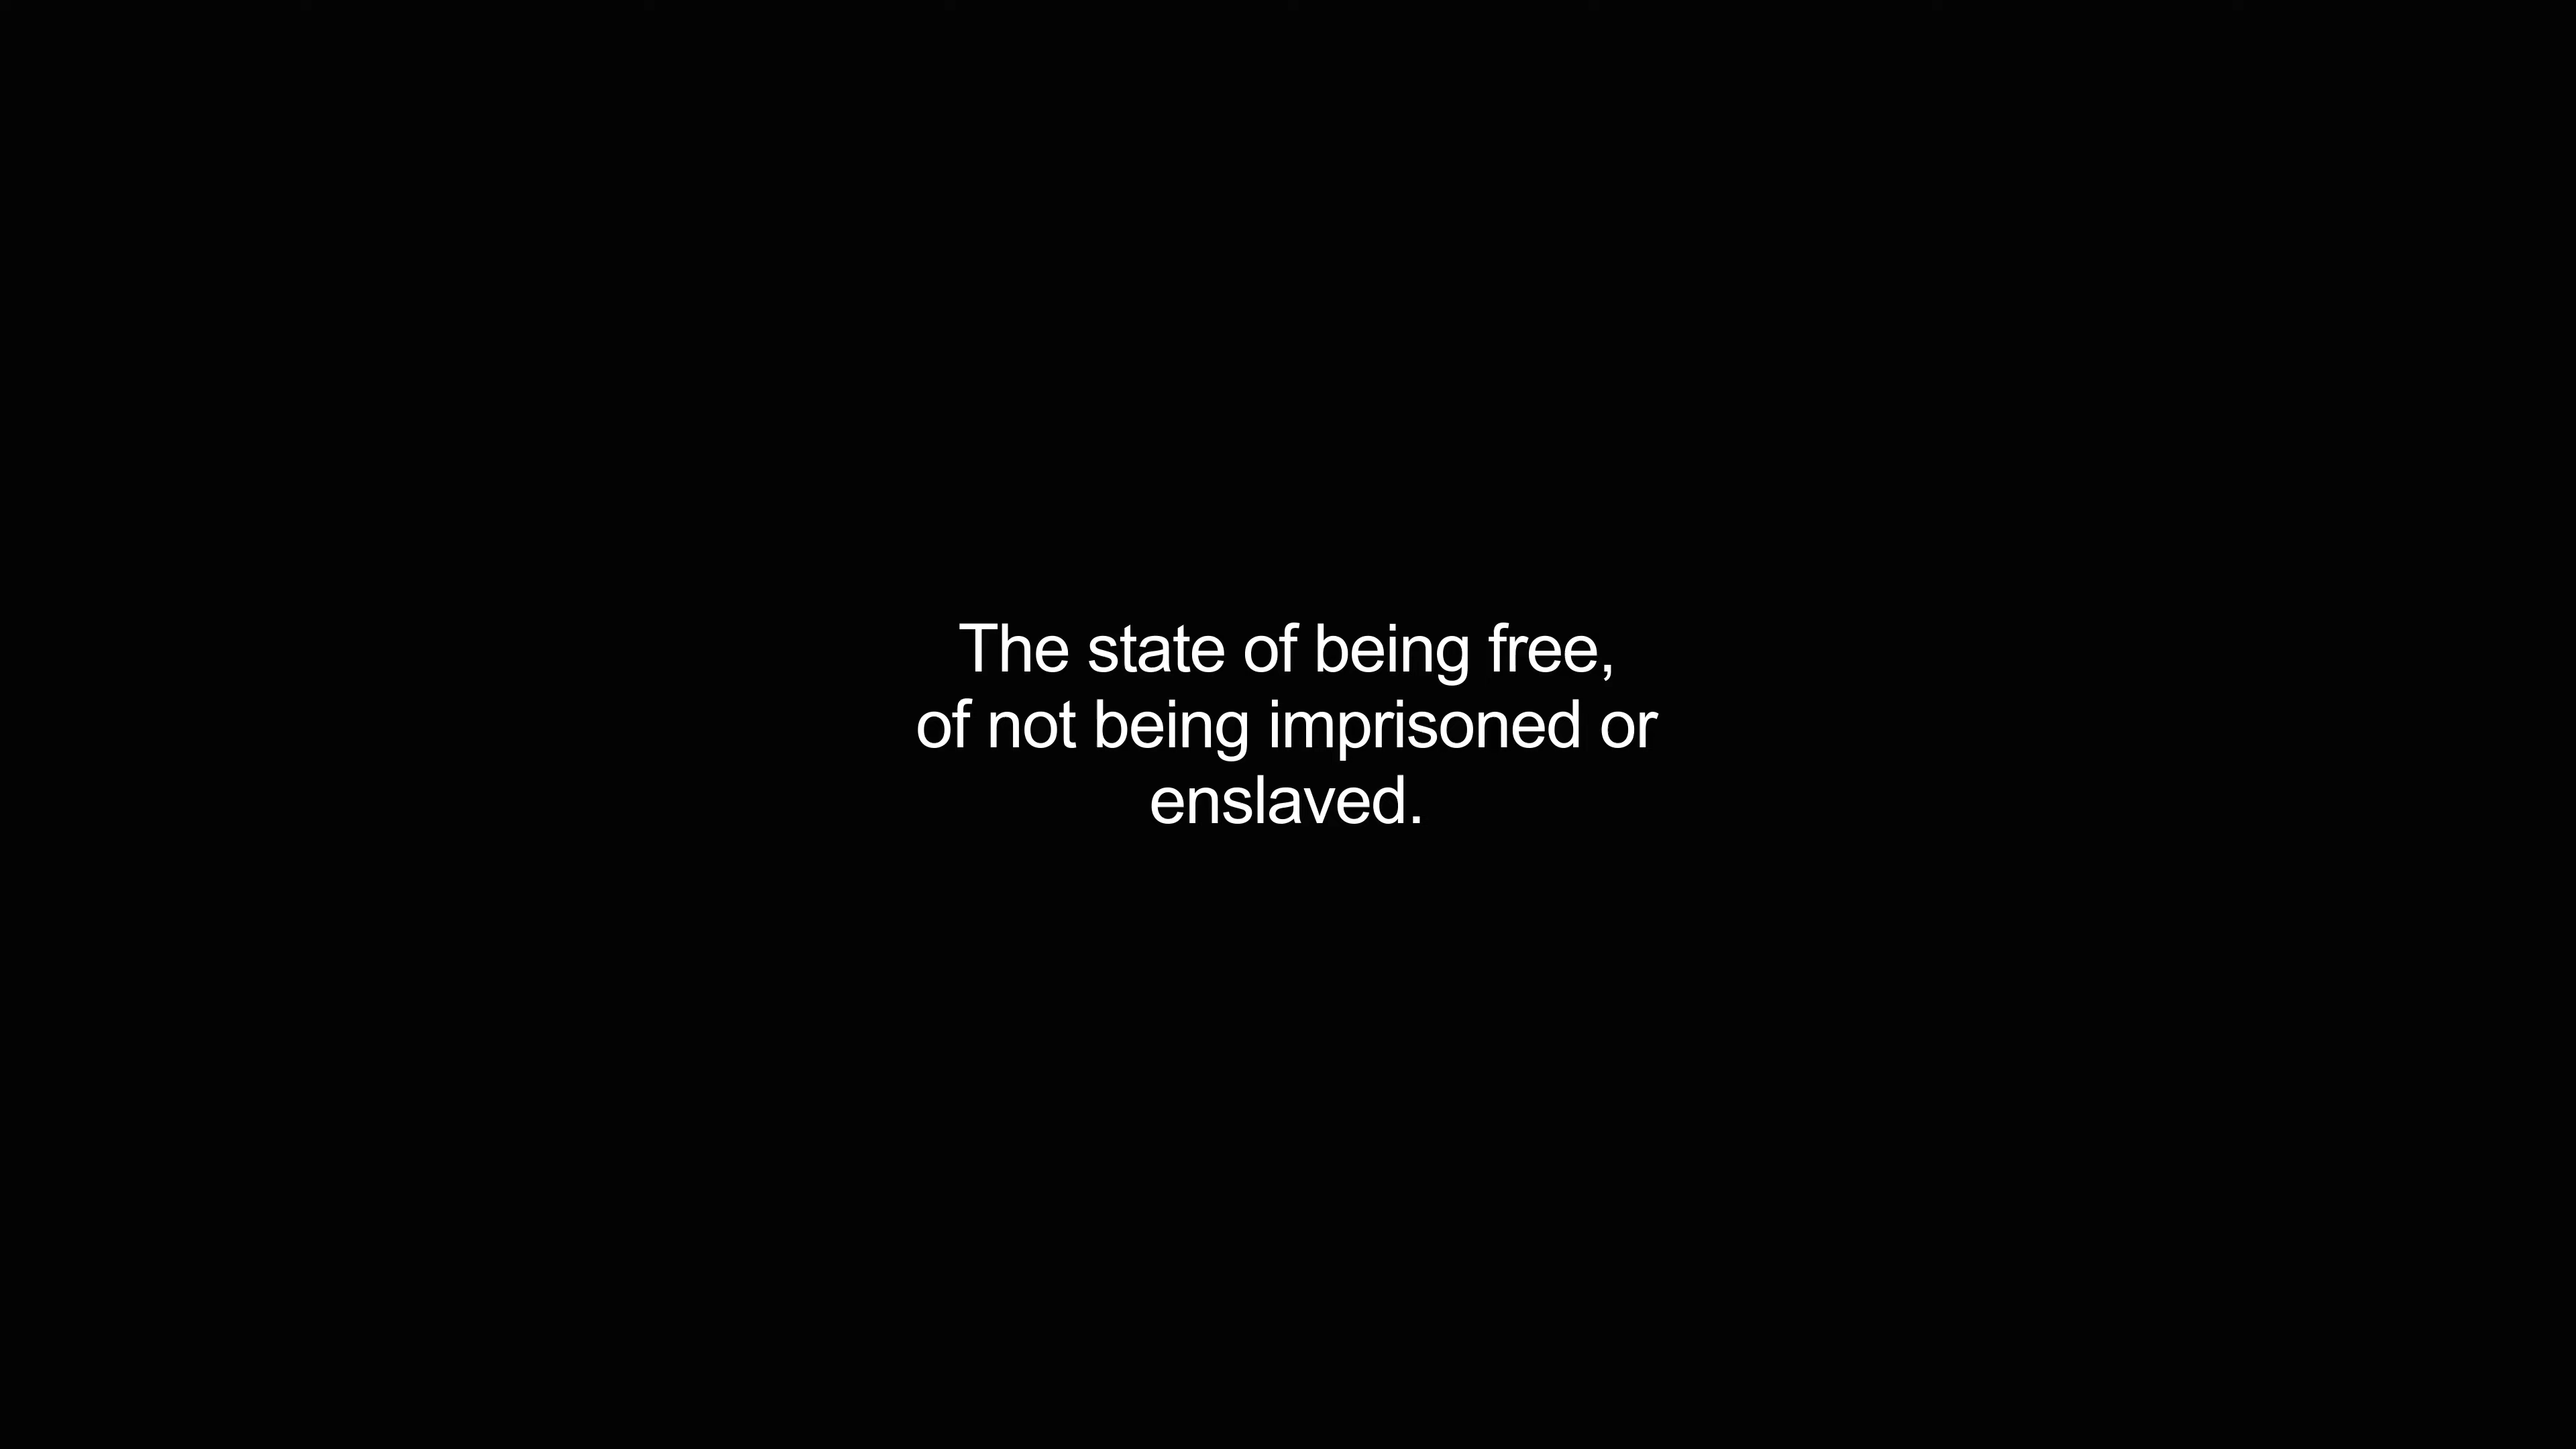 The state of being free,
of not being imprisoned or
enslaved.